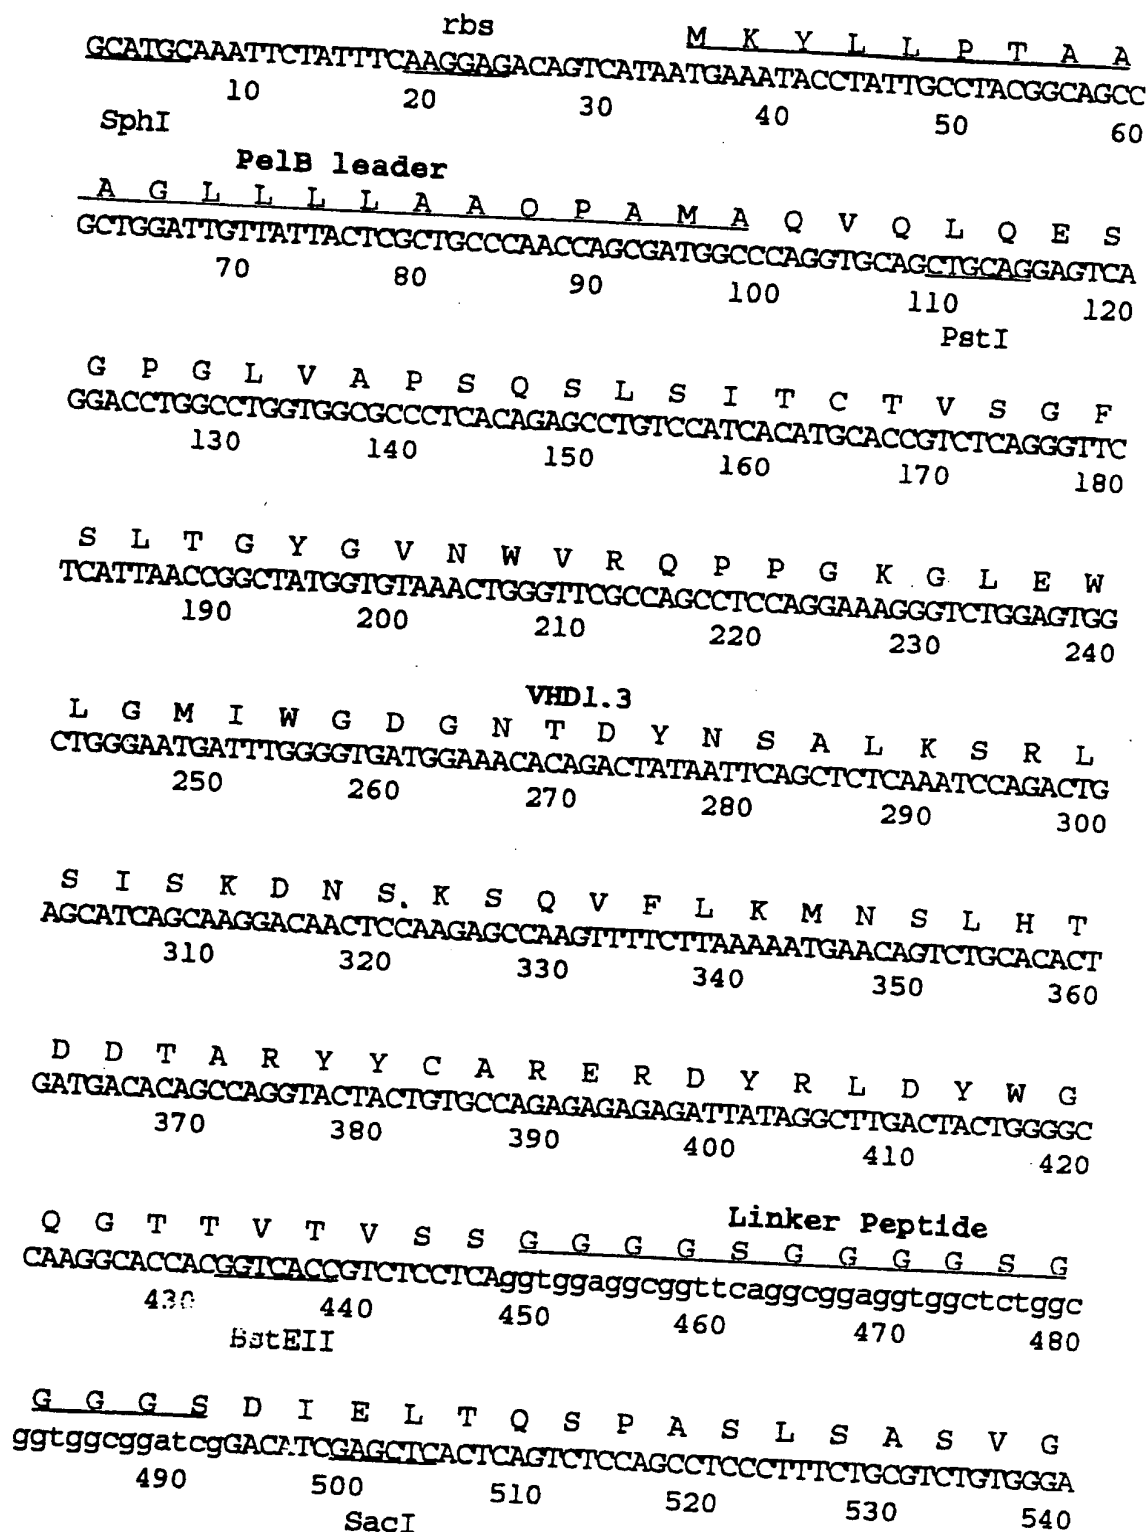 rbs
M K Y L L P T A A
GCATGCAAATTCTATTTCAAGGAGACAGTCATAATGAAATACCTATTGCCTACGGCAGCC
10 20 30 40 50 60
SphI
PelB leader
A G L L L L A A Q P A M A Q V Q L Q E S
GCTGGATTGTTATTACTCGCTGCCCAACCAGCGATGGCCCAGGTGCAGCTGCAGGAGTCA
70 80 90 100 110 120
PstI
G P G L V A P S Q S L S I T C T V S G F
GGACCTGGCCTGGTGGCGCCCTCACAGAGCCTGTCCATCACATGCACCGTCTCAGGGTTC
130 140 150 160 170 180
S L T G Y G V N W V R Q P P G K G L E W
TCATTAACCGGCTATGGTGTAAACTGGGTTCGCCAGCCTCCAGGAAAGGGTCTGGAGTGG
190 200 210 220 230 240
VHD1.3
L G M I W G D G N T D Y N S A L K S R L
CTGGGAATGATTTGGGGTGATGGAAACACAGACTATAATTCAGCTCTCAAATCCAGACTG
250 260 270 280 290 300
S I S K D N S K S Q V F L K M N S L H T
AGCATCAGCAAGGACAACTCCAAGAGCCAAGTTTTCTTAAAAATGAACAGTCTGCACACT
310 320 330 340 350 360
D D T A R Y Y C A R E R D Y R L D Y W G
GATGACACAGCCAGGTACTACTGTGCCAGAGAGAGAGATTATAGGCTTGACTACTGGGGC
370 380 390 400 410 420
Linker Peptide
Q G T T V T V S S G G G G S G G G G S G
CAAGGCACCACGGTCACCGTCTCCTCAggtggaggcggttcaggcggaggtggctctggc
430 440 450 460 470 480
BstEII
G G G S D I E L T Q S P A S L S A S V G
ggtggcggatcgGACATCGAGCTCACTCAGTCTCCAGCCTCCCTTTCTGCGTCTGTGGGA
490 500 510 520 530 540
SacI